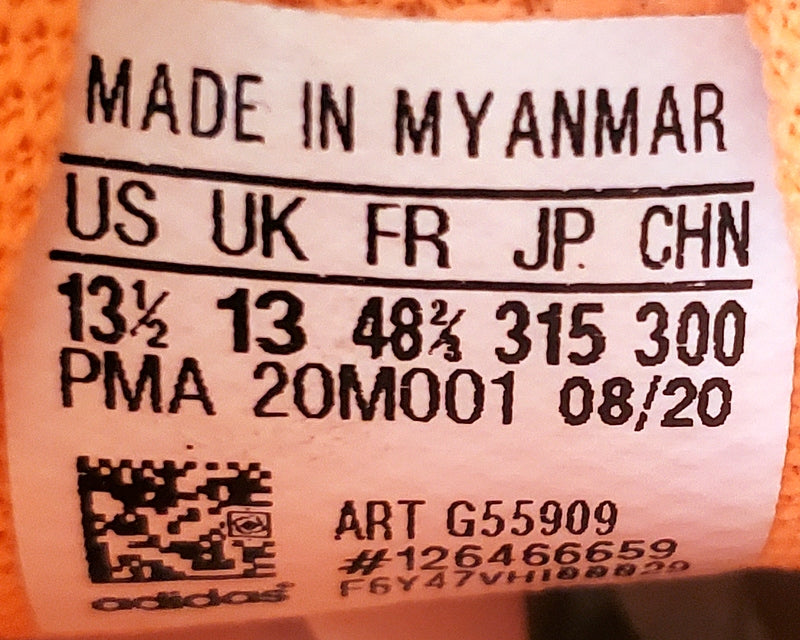 MADE IN MYANMAR
US UK FR JP CHN
13½ 13 48⅔ 315 300
PMA 20M001 08/20
ART G55909
#126466659
adidas